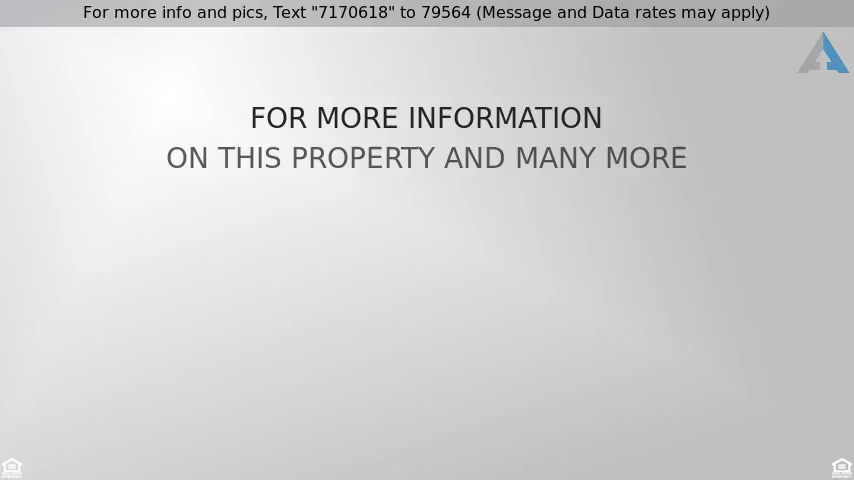 For more info and pics, Text "7170618" to 79564 (Message and Data rates may apply)
FOR MORE INFORMATION
ON THIS PROPERTY AND MANY MORE